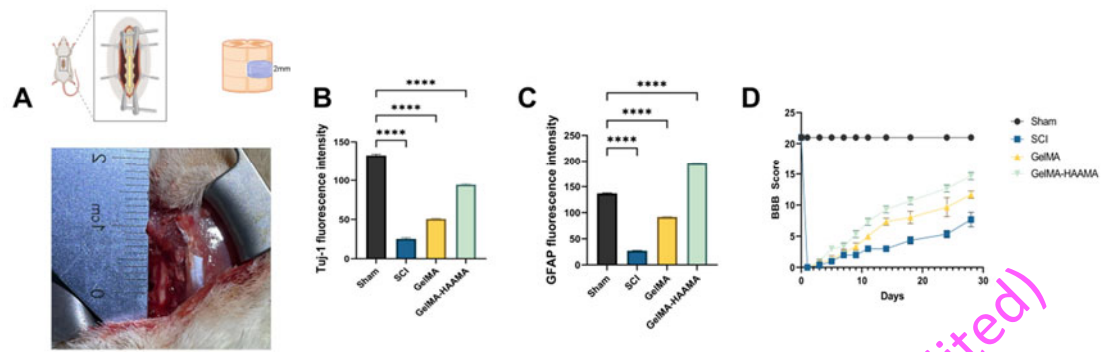 2mm
A
2
1cm
0
B
****
****
****
Tuj-1 fluorescence intensity
150
100
50
0
Sham
SCI
GelMA
GelMA-HAAMA
C
****
****
****
GFAP fluorescence intensity
250
200
150
100
50
0
Sham
SCI
GelMA
GelMA-HAAMA
D
BBB Score
25
20
15
10
5
0
0
10
20
30
Days
Sham
SCI
GelMA
GelMA-HAAMA